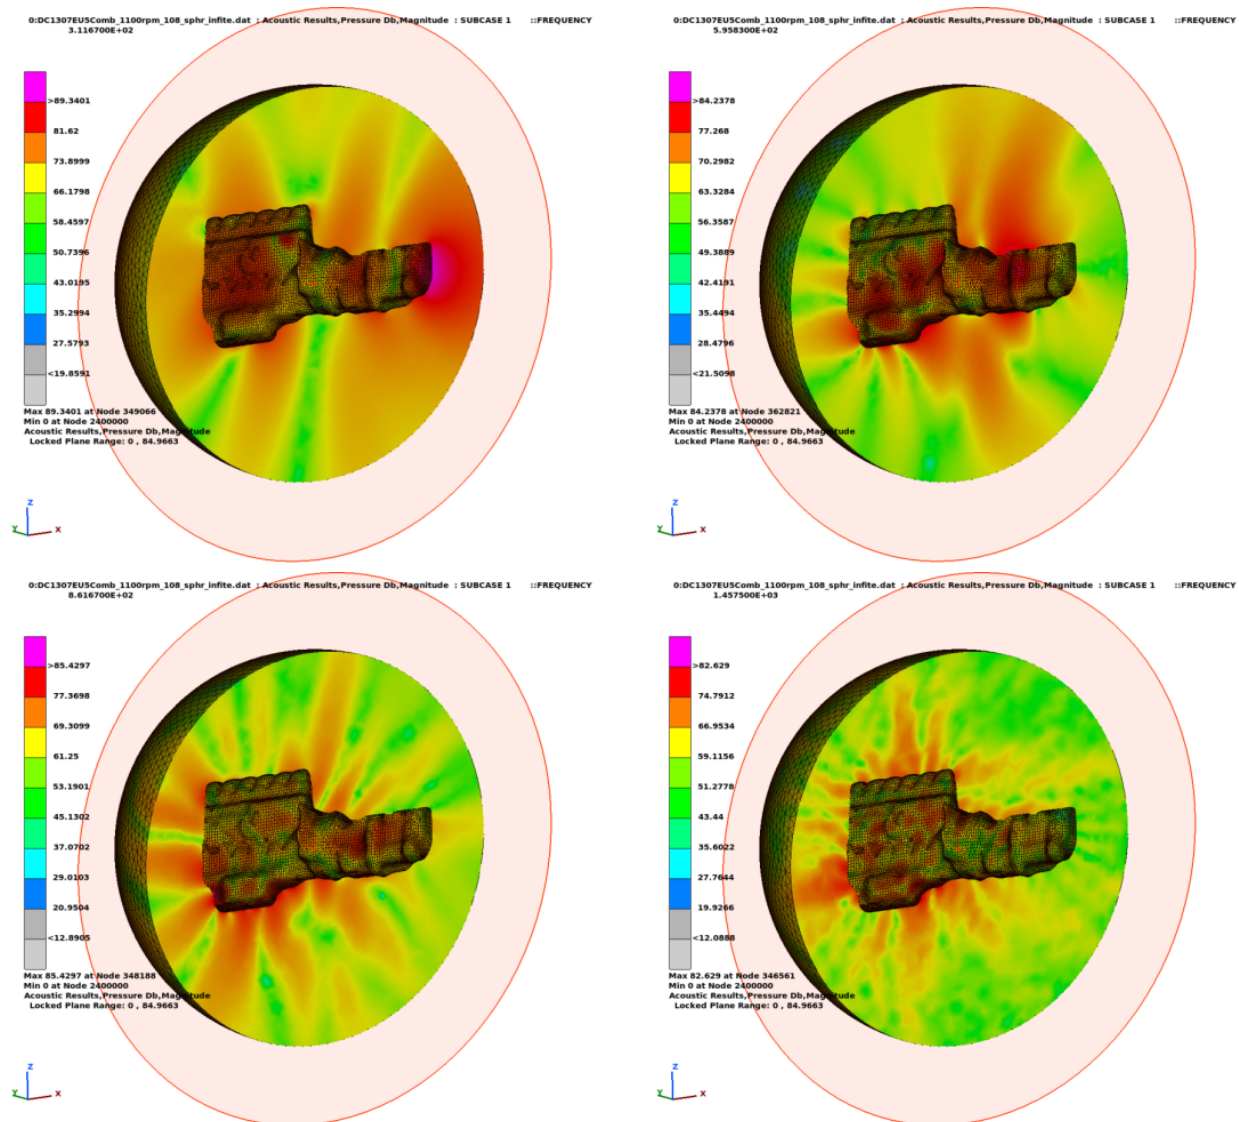 0:DC1307EU5Comb_1100rpm_108_sphr_infite.dat : Acoustic Results,Pressure Db,Magnitude : SUBCASE 1 ::FREQUENCY
3.116700E+02
>89.3401
81.62
73.8999
66.1798
58.4597
50.7396
43.0195
35.2994
27.5793
<19.8591
Max 89.3401 at Node 349066
Min 0 at Node 2400000
Acoustic Results,Pressure Db,Magnitude
Locked Plane Range: 0 , 84.9663
Z
Y
X
0:DC1307EU5Comb_1100rpm_108_sphr_infite.dat : Acoustic Results,Pressure Db,Magnitude : SUBCASE 1 ::FREQUENCY
5.958300E+02
>84.2378
77.268
70.2982
63.3284
56.3587
49.3889
42.4191
35.4494
28.4796
<21.5098
Max 84.2378 at Node 362821
Min 0 at Node 2400000
Acoustic Results,Pressure Db,Magnitude
Locked Plane Range: 0 , 84.9663
Z
Y
X
0:DC1307EU5Comb_1100rpm_108_sphr_infite.dat : Acoustic Results,Pressure Db,Magnitude : SUBCASE 1 ::FREQUENCY
8.616700E+02
>85.4297
77.3698
69.3099
61.25
53.1901
45.1302
37.0702
29.0103
20.9504
<12.8905
Max 85.4297 at Node 348188
Min 0 at Node 2400000
Acoustic Results,Pressure Db,Magnitude
Locked Plane Range: 0 , 84.9663
Z
Y
X
0:DC1307EU5Comb_1100rpm_108_sphr_infite.dat : Acoustic Results,Pressure Db,Magnitude : SUBCASE 1 ::FREQUENCY
1.457500E+03
>82.629
74.7912
66.9534
59.1156
51.2778
43.44
35.6022
27.7644
19.9266
<12.0888
Max 82.629 at Node 346561
Min 0 at Node 2400000
Acoustic Results,Pressure Db,Magnitude
Locked Plane Range: 0 , 84.9663
Z
Y
X